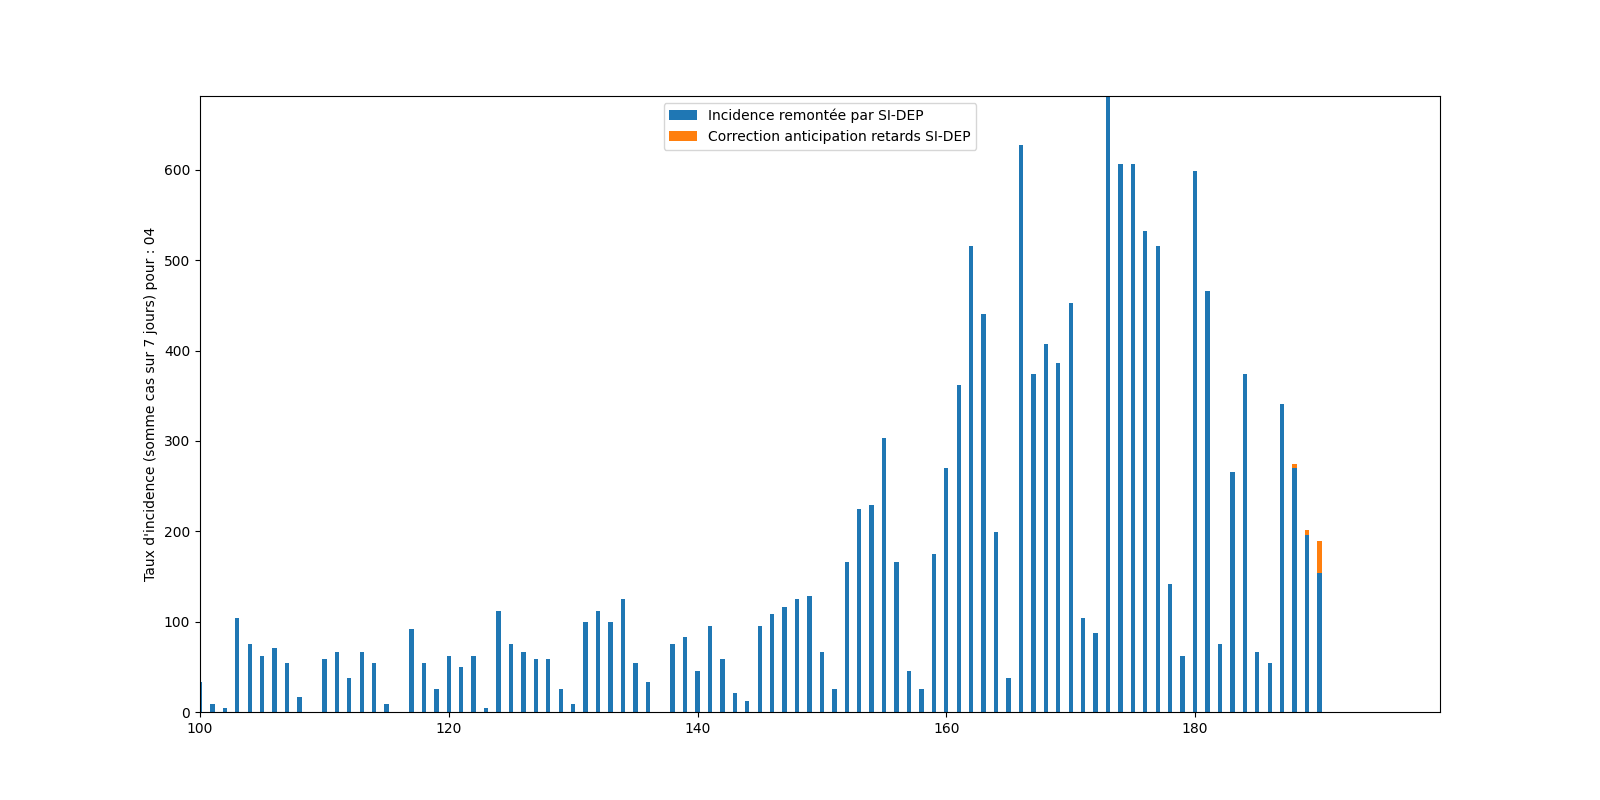 Incidence remontée par SI-DEP
Correction anticipation retards SI-DEP
Taux d'incidence (somme cas sur 7 jours) pour : 04
600
500
400
300
200
100
0
100 120 140 160 180